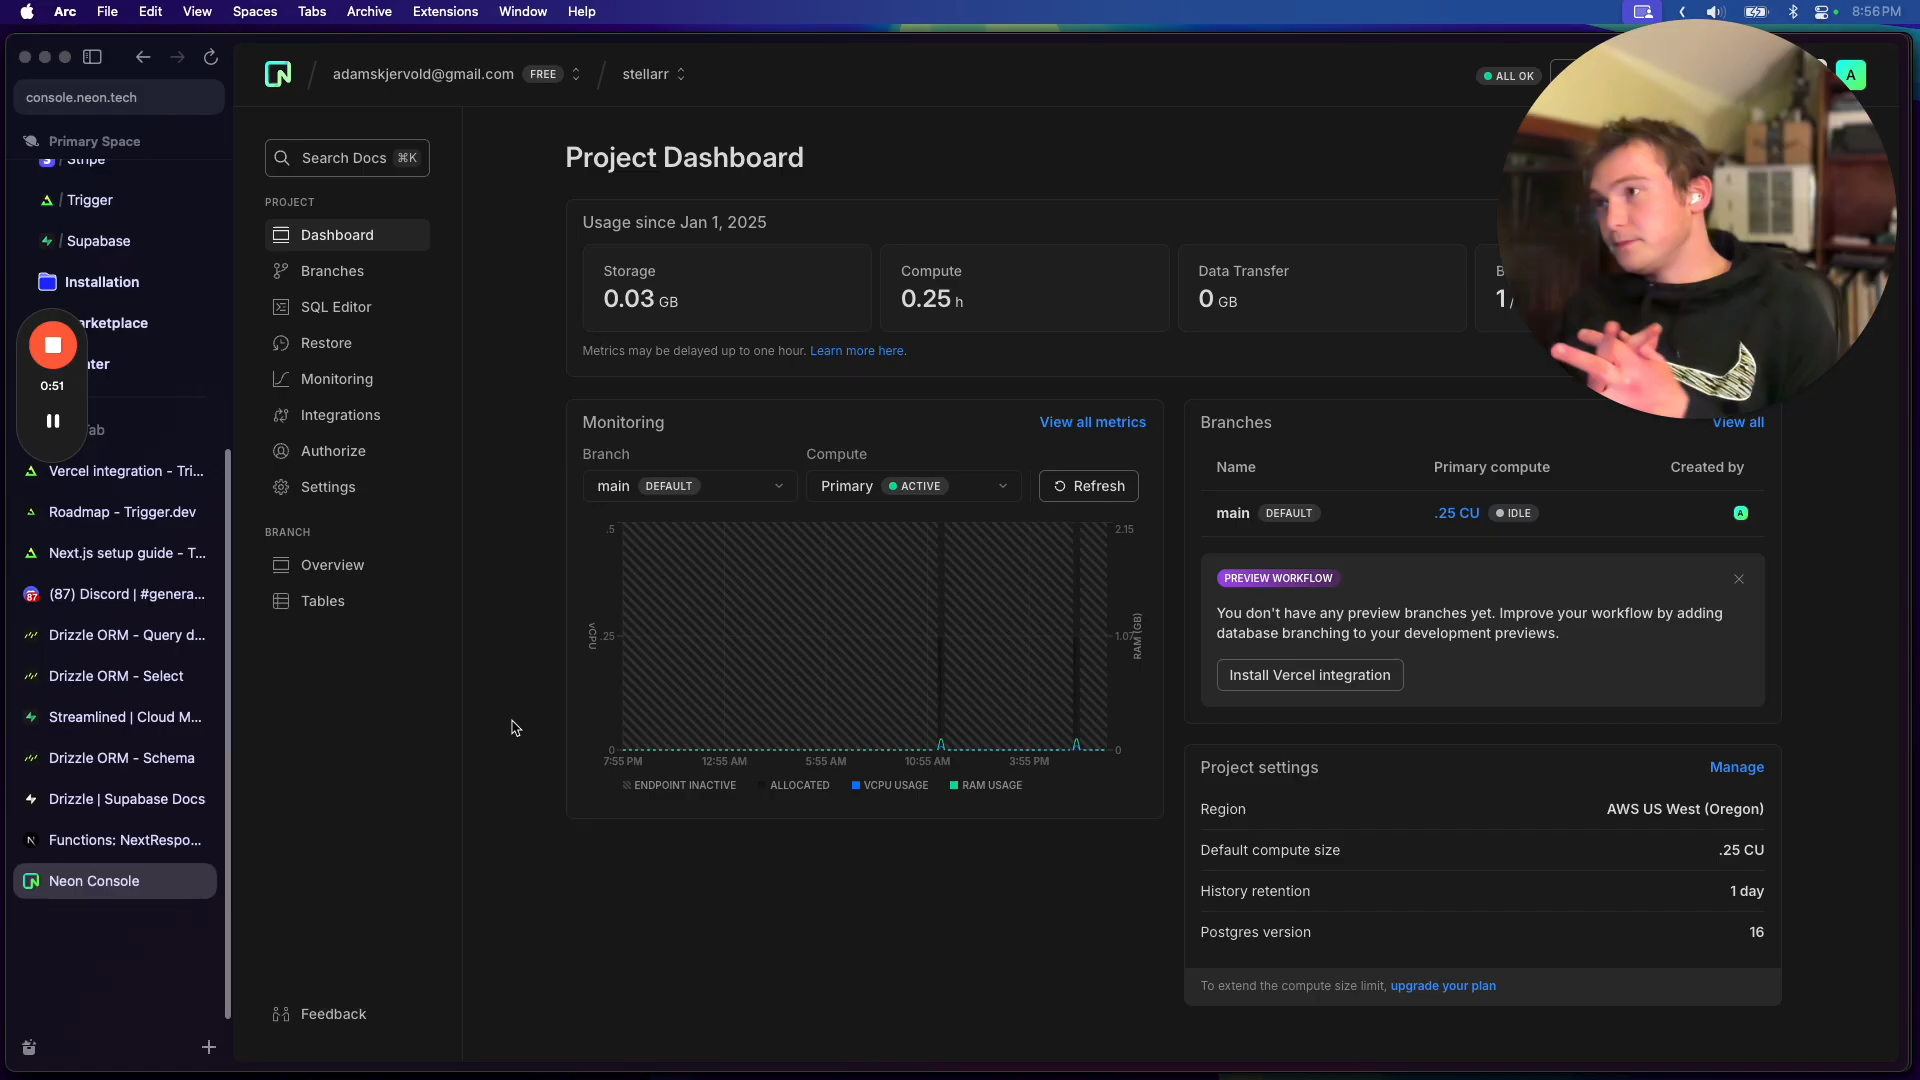 Arc File Edit View Spaces Tabs Archive Extensions Window Help
8:56 PM
console.neon.tech
Primary Space
Stripe
/ Trigger
/ Supabase
Installation
arketplace
0:51
Vercel integration - Tri...
Roadmap - Trigger.dev
Next.js setup guide - T...
(87) Discord | #genera...
Drizzle ORM - Query d...
Drizzle ORM - Select
Streamlined | Cloud M...
Drizzle ORM - Schema
Drizzle | Supabase Docs
Functions: NextRespo...
Neon Console
/ adamskjervold@gmail.com FREE / stellarr
ALL OK
A
Search Docs ⌘K
PROJECT
Dashboard
Branches
SQL Editor
Restore
Monitoring
Integrations
Authorize
Settings
BRANCH
Overview
Tables
Feedback
Project Dashboard
Usage since Jan 1, 2025
Storage
0.03 GB
Compute
0.25 h
Data Transfer
0 GB
B
1 /
Metrics may be delayed up to one hour. Learn more here.
Monitoring
View all metrics
Branch
Compute
main DEFAULT
Primary ACTIVE
Refresh
.5
2.15
VCPU
.25
1.07
RAM (GB)
0
0
7:55 PM 12:55 AM 5:55 AM 10:55 AM 3:55 PM
ENDPOINT INACTIVE ALLOCATED VCPU USAGE RAM USAGE
Branches
View all
Name Primary compute Created by
main DEFAULT .25 CU IDLE A
PREVIEW WORKFLOW
You don't have any preview branches yet. Improve your workflow by adding
database branching to your development previews.
Install Vercel integration
Project settings
Manage
Region AWS US West (Oregon)
Default compute size .25 CU
History retention 1 day
Postgres version 16
To extend the compute size limit, upgrade your plan